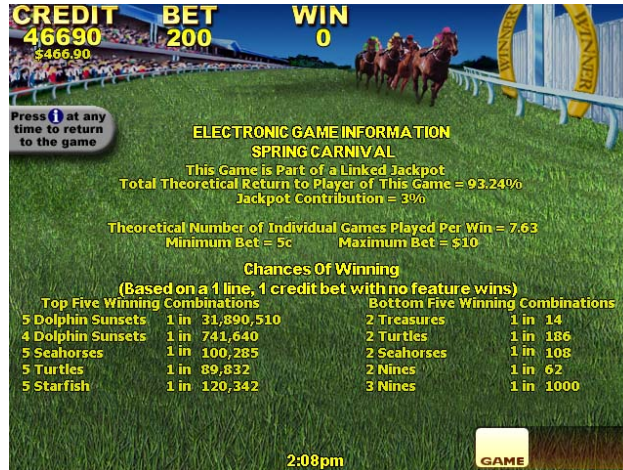 CREDIT BET WIN
46690 200 0
$466.90
WINNER WINNER
Press i at any
time to return
to the game
ELECTRONIC GAME INFORMATION
SPRING CARNIVAL
This Game is Part of a Linked Jackpot
Total Theoretical Return to Player of This Game = 93.24%
Jackpot Contribution = 3%
Theoretical Number of Individual Games Played Per Win = 7.63
Minimum Bet = 5c Maximum Bet = $10
Chances Of Winning
(Based on a 1 line, 1 credit bet with no feature wins)
Top Five Winning Combinations Bottom Five Winning Combinations
5 Dolphin Sunsets 1 in 31,890,510 2 Treasures 1 in 14
4 Dolphin Sunsets 1 in 741,640 2 Turtles 1 in 186
5 Seahorses 1 in 100,285 2 Seahorses 1 in 108
5 Turtles 1 in 89,832 2 Nines 1 in 62
5 Starfish 1 in 120,342 3 Nines 1 in 1000
2:08pm GAME